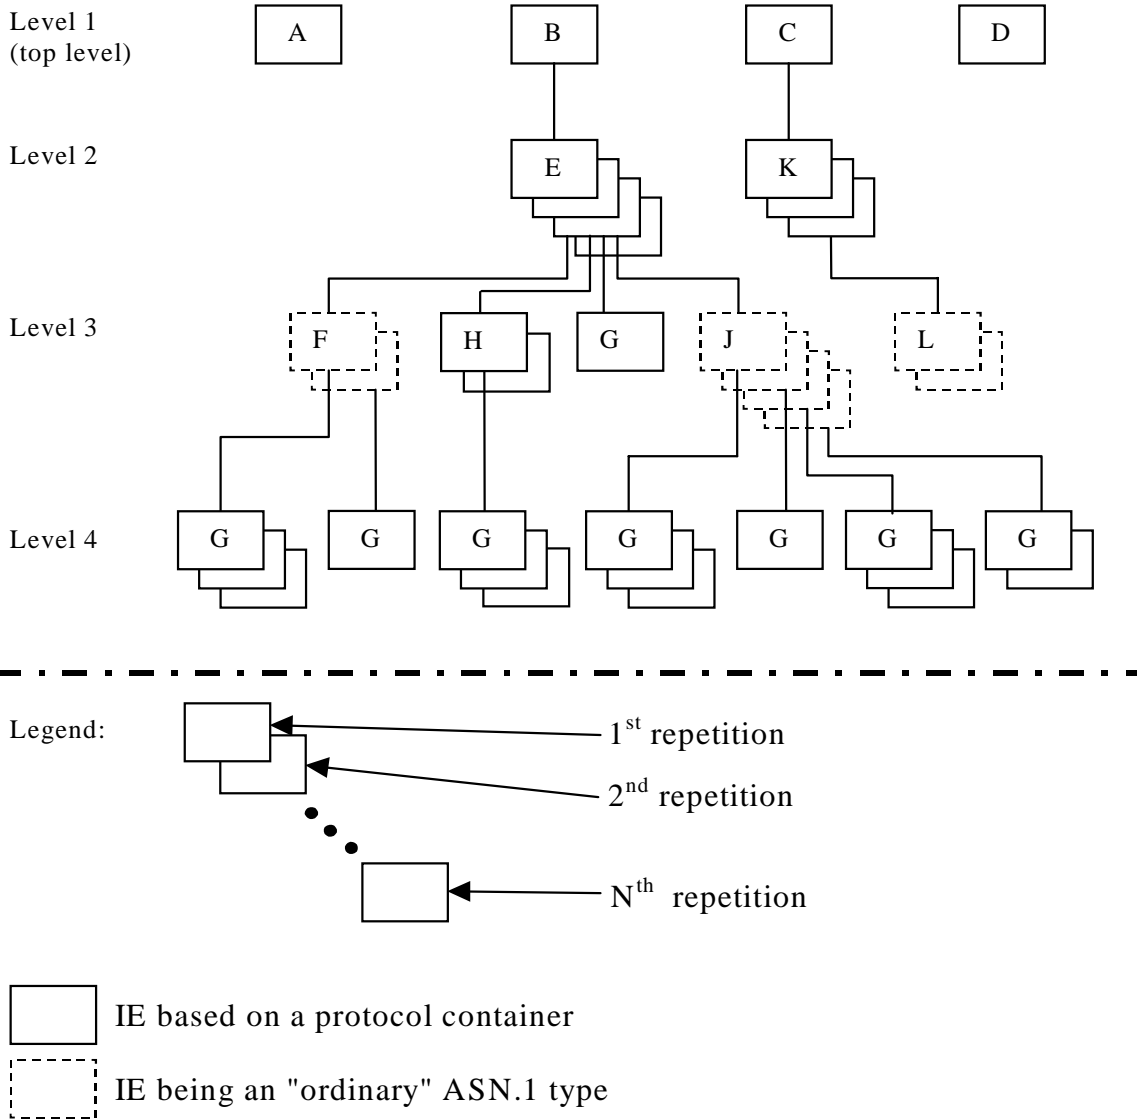 Level 1
(top level)
A
B
C
D
Level 2
E
K
Level 3
F
H
G
J
L
Level 4
G
G
G
G
G
G
G
Legend:
1st repetition
2nd repetition
Nth repetition
IE based on a protocol container
IE being an "ordinary" ASN.1 type